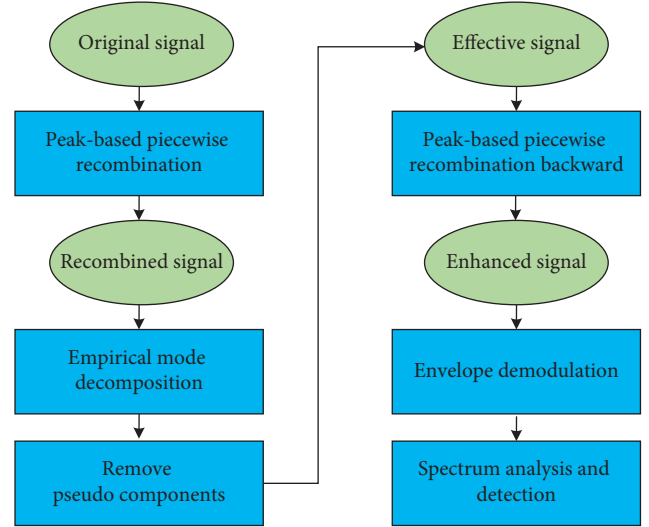 Original signal
Peak-based piecewise
recombination
Recombined signal
Empirical mode
decomposition
Remove
pseudo components
Effective signal
Peak-based piecewise
recombination backward
Enhanced signal
Envelope demodulation
Spectrum analysis and
detection